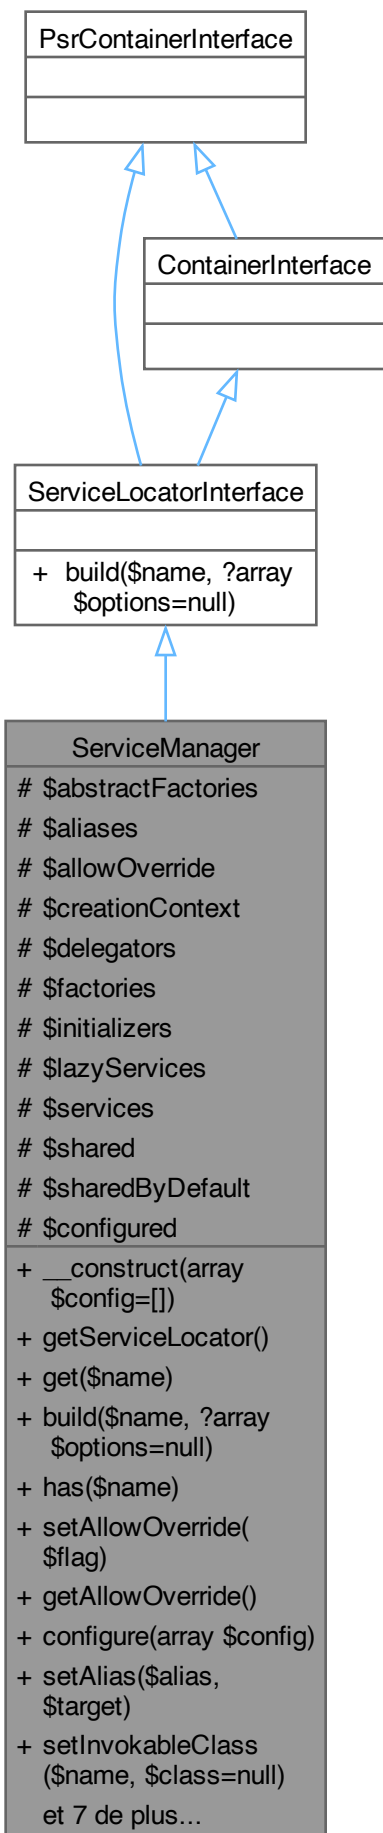 PsrContainerInterface
ContainerInterface
ServiceLocatorInterface
+ build($name, ?array
$options=null)
ServiceManager
# $abstractFactories
# $aliases
# $allowOverride
# $creationContext
# $delegators
# $factories
# $initializers
# $lazyServices
# $services
# $shared
# $sharedByDefault
# $configured
+ __construct(array
$config=[])
+ getServiceLocator()
+ get($name)
+ build($name, ?array
$options=null)
+ has($name)
+ setAllowOverride(
$flag)
+ getAllowOverride()
+ configure(array $config)
+ setAlias($alias,
$target)
+ setInvokableClass
($name, $class=null)
et 7 de plus...